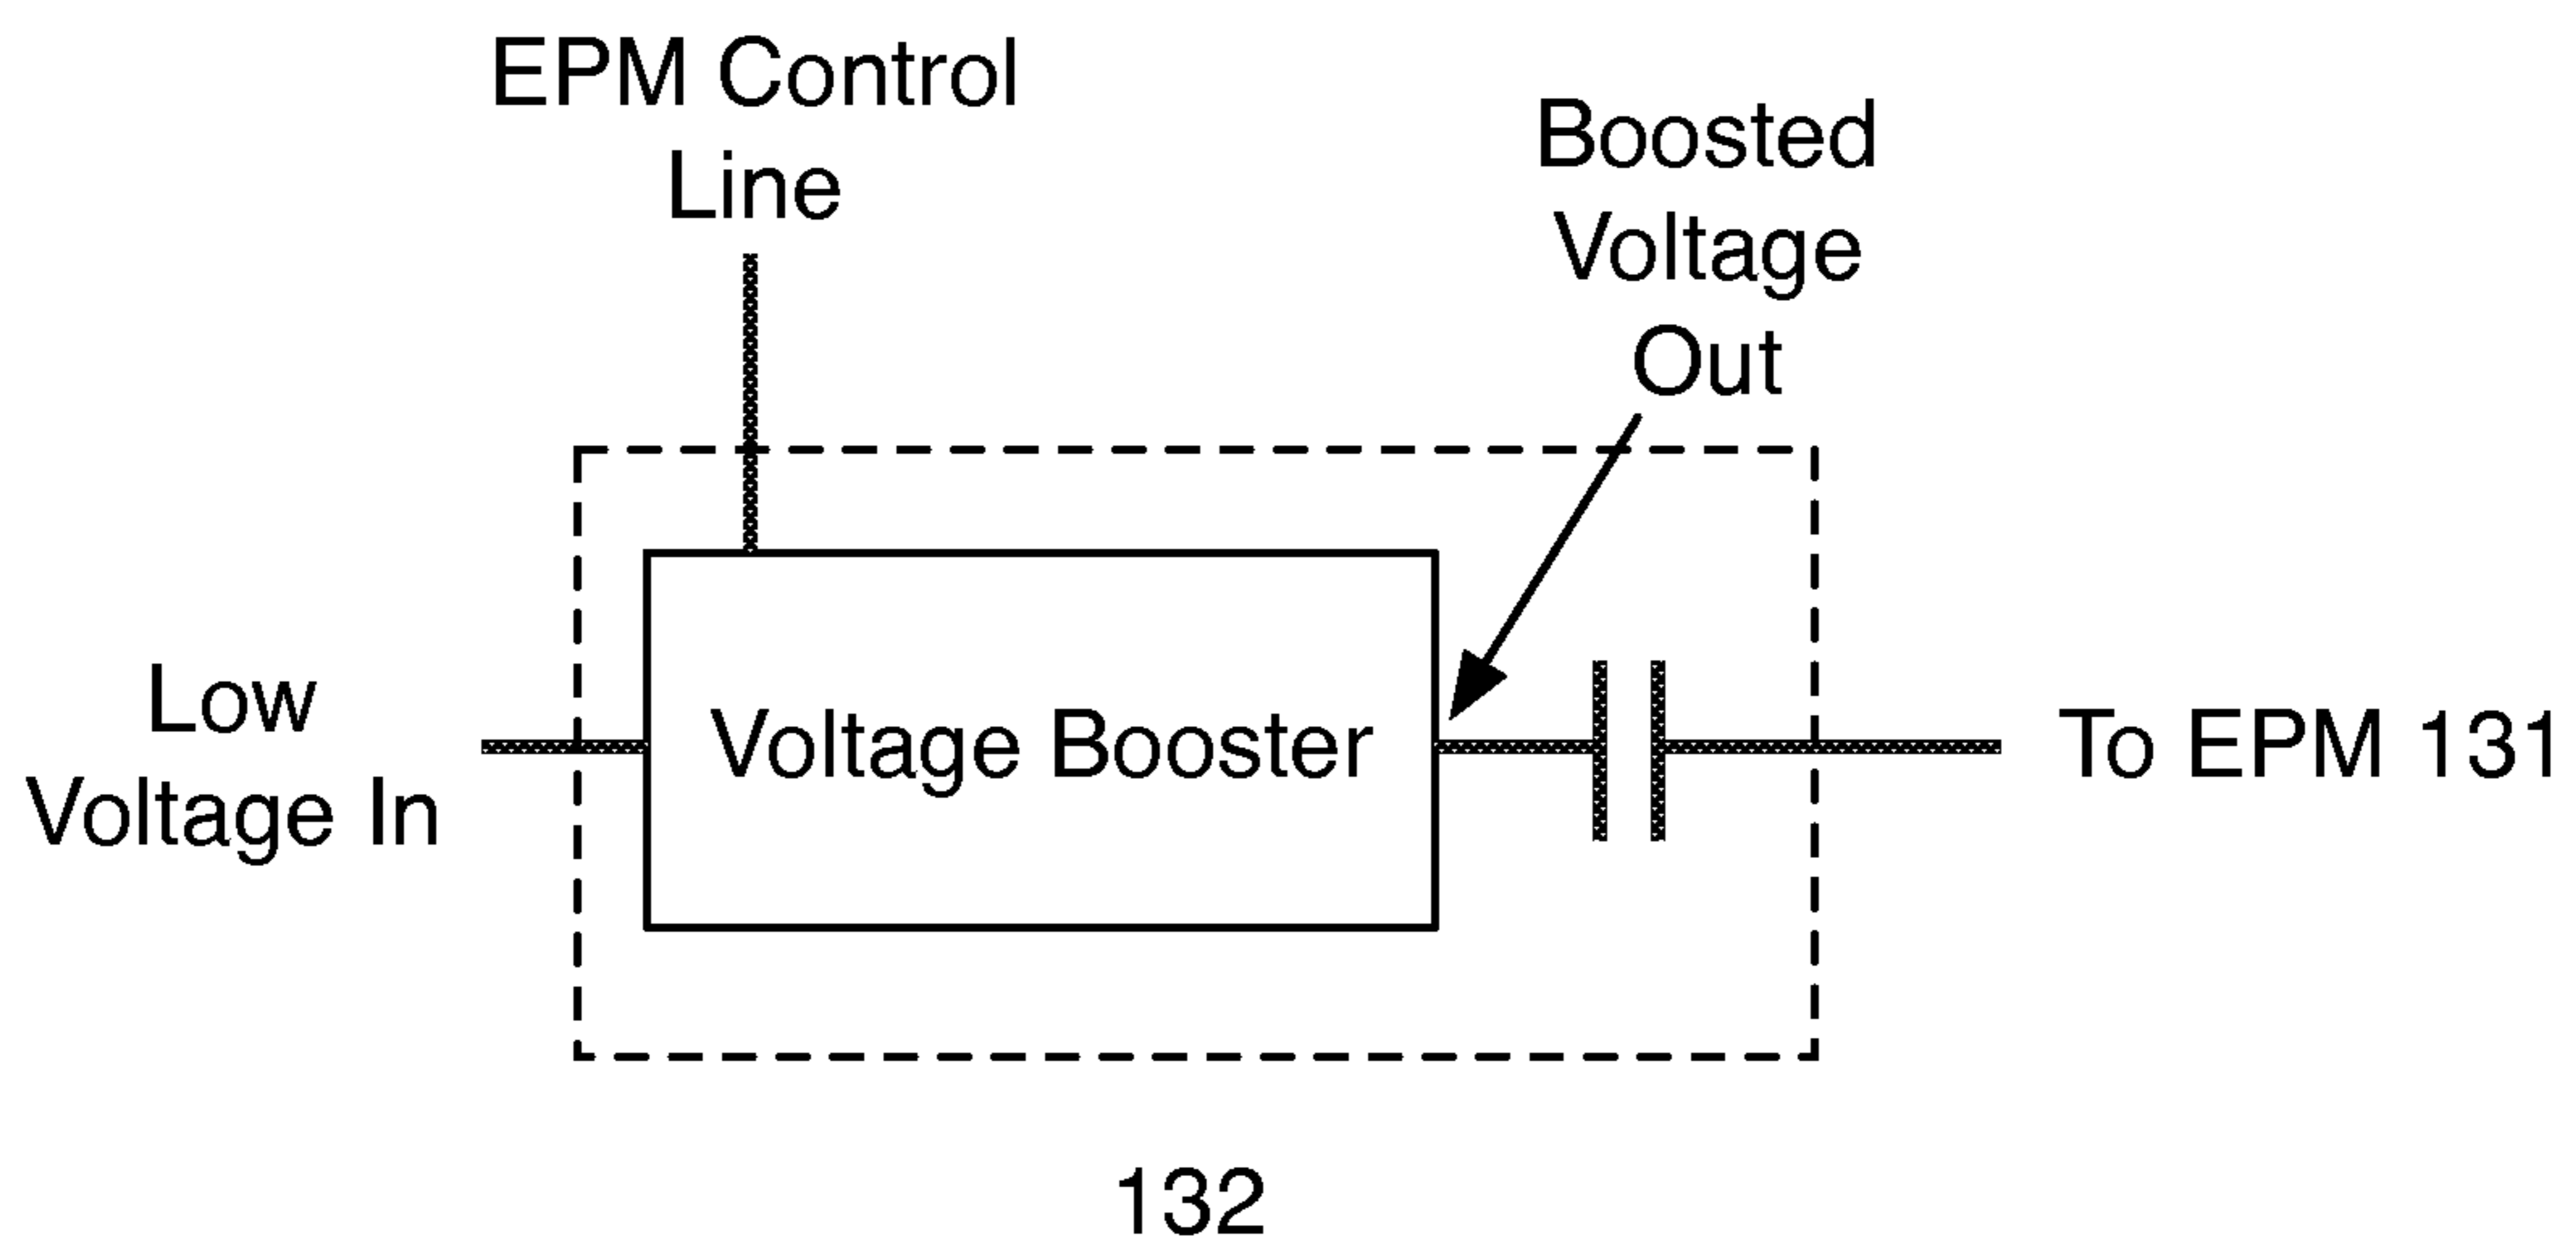 EPM Control
Line
Boosted
Voltage
Out
Low
Voltage In
Voltage Booster
To EPM 131
132